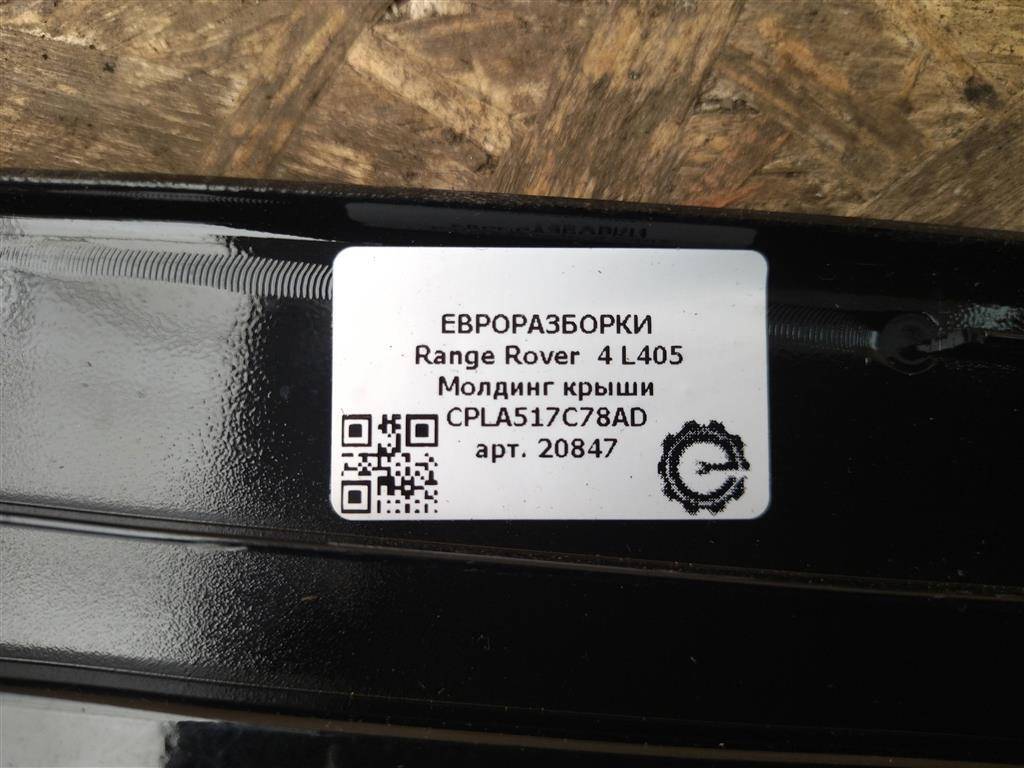 ЕВРОРАЗБОРКИ
Range Rover 4 L405
Молдинг крыши
CPLA517C78AD
арт. 20847